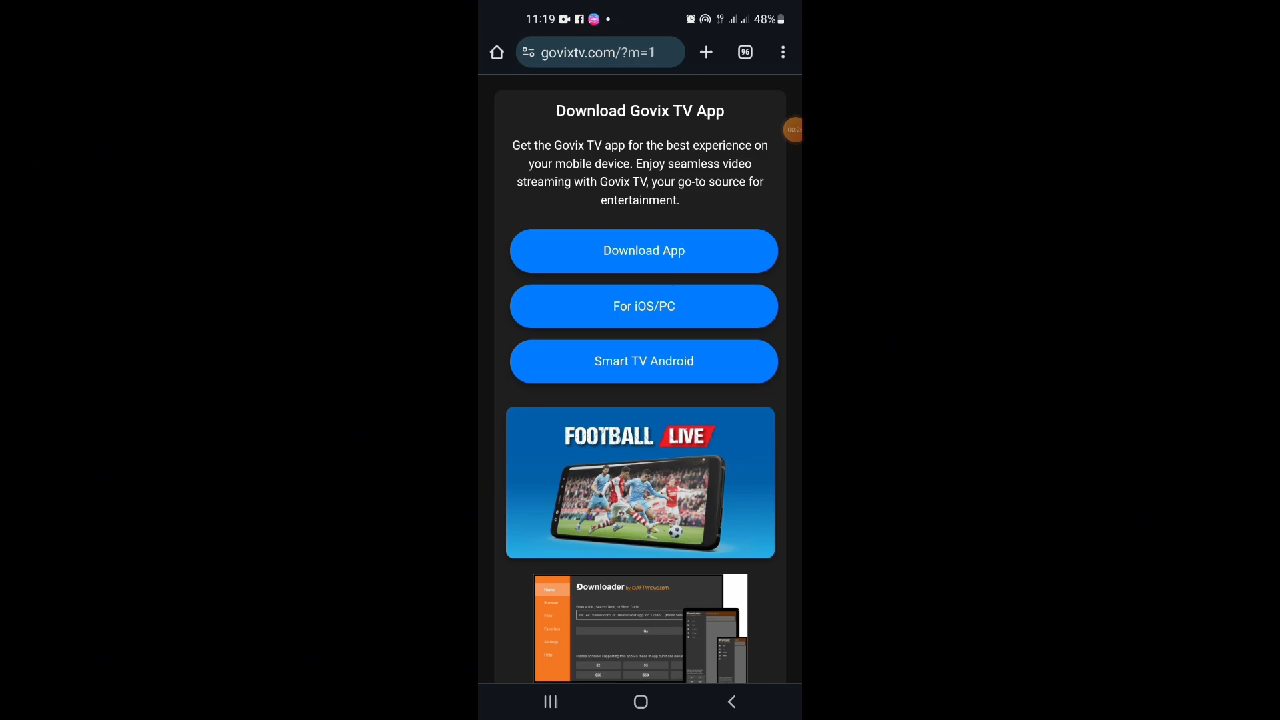 11:19
48%
govixtv.com/?m=1
96
Download Govix TV App
Get the Govix TV app for the best experience on
your mobile device. Enjoy seamless video
streaming with Govix TV, your go-to source for
entertainment.
Download App
For iOS/PC
Smart TV Android
FOOTBALL LIVE
Downloader